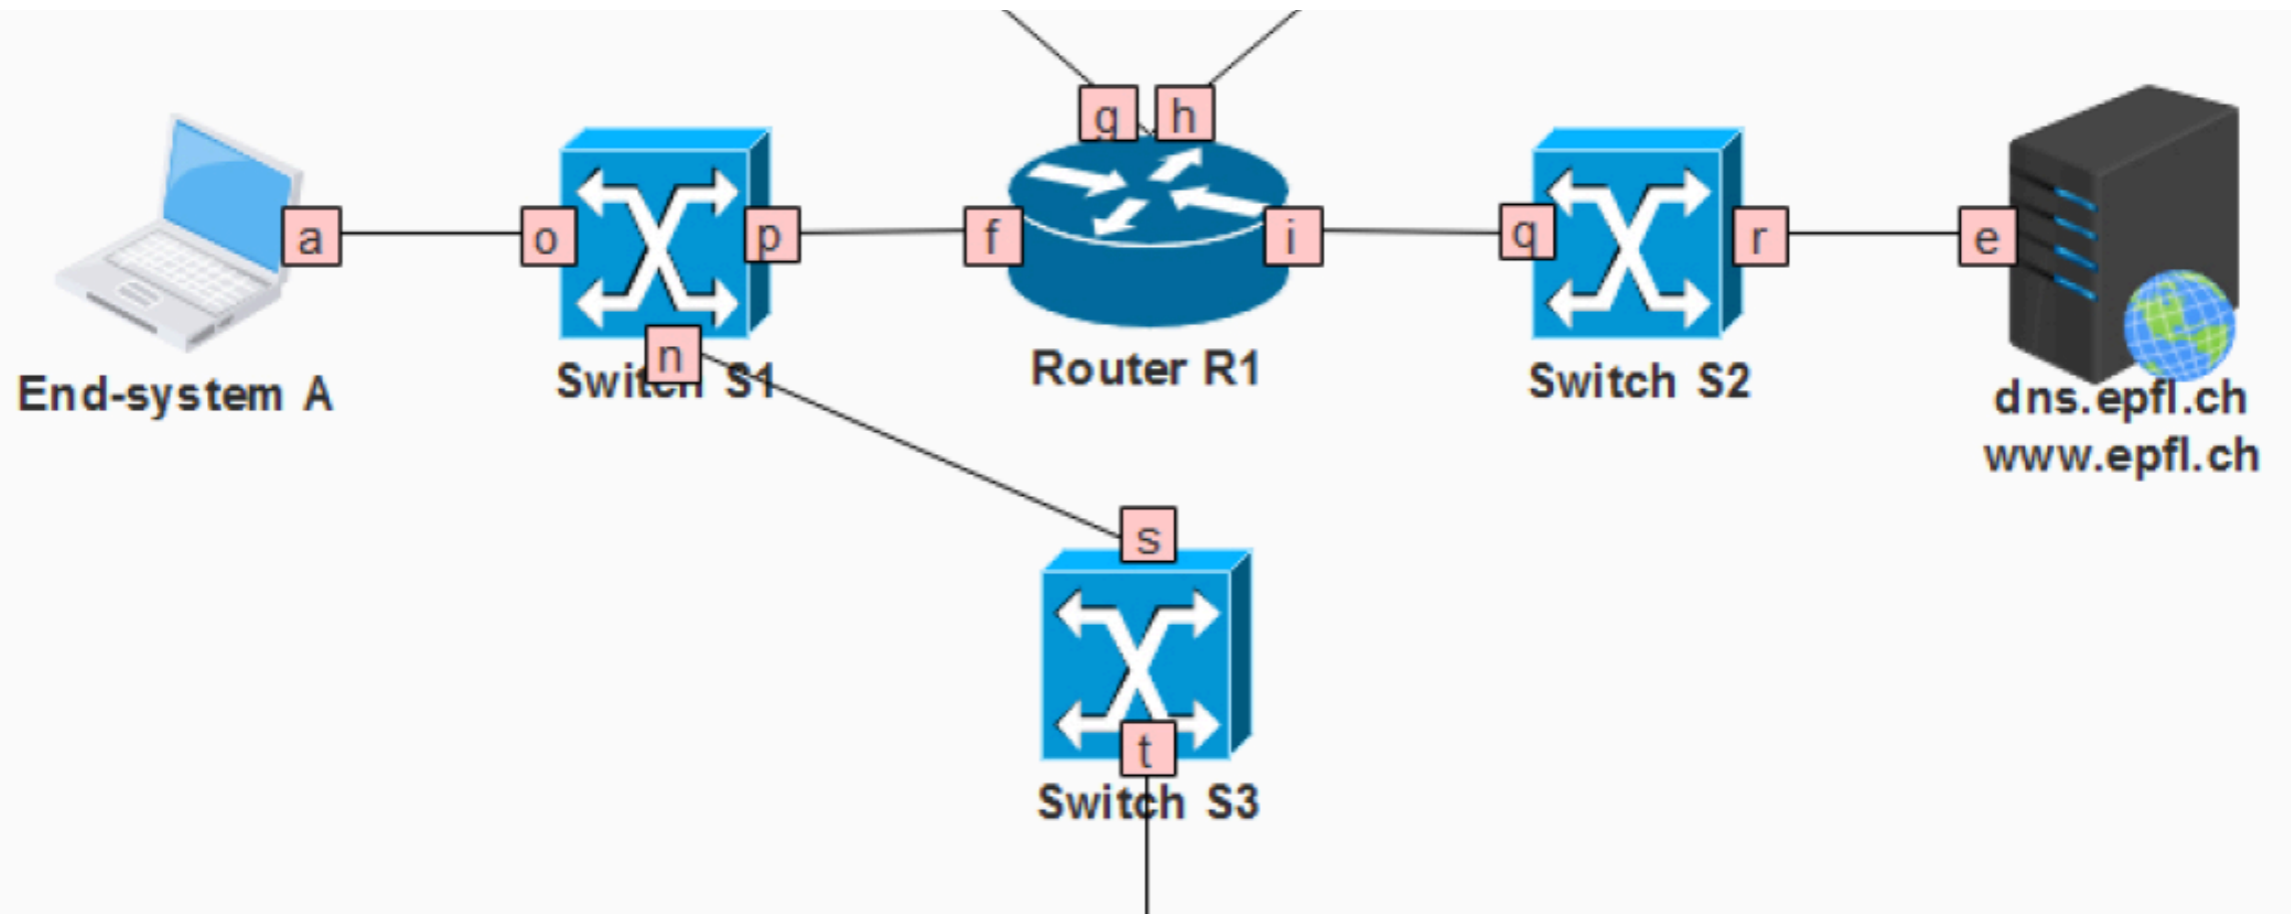 g h
a o p f i q r e
n
End-system A
Switch S1
Router R1
Switch S2
dns.epfl.ch
www.epfl.ch
s
t
Switch S3